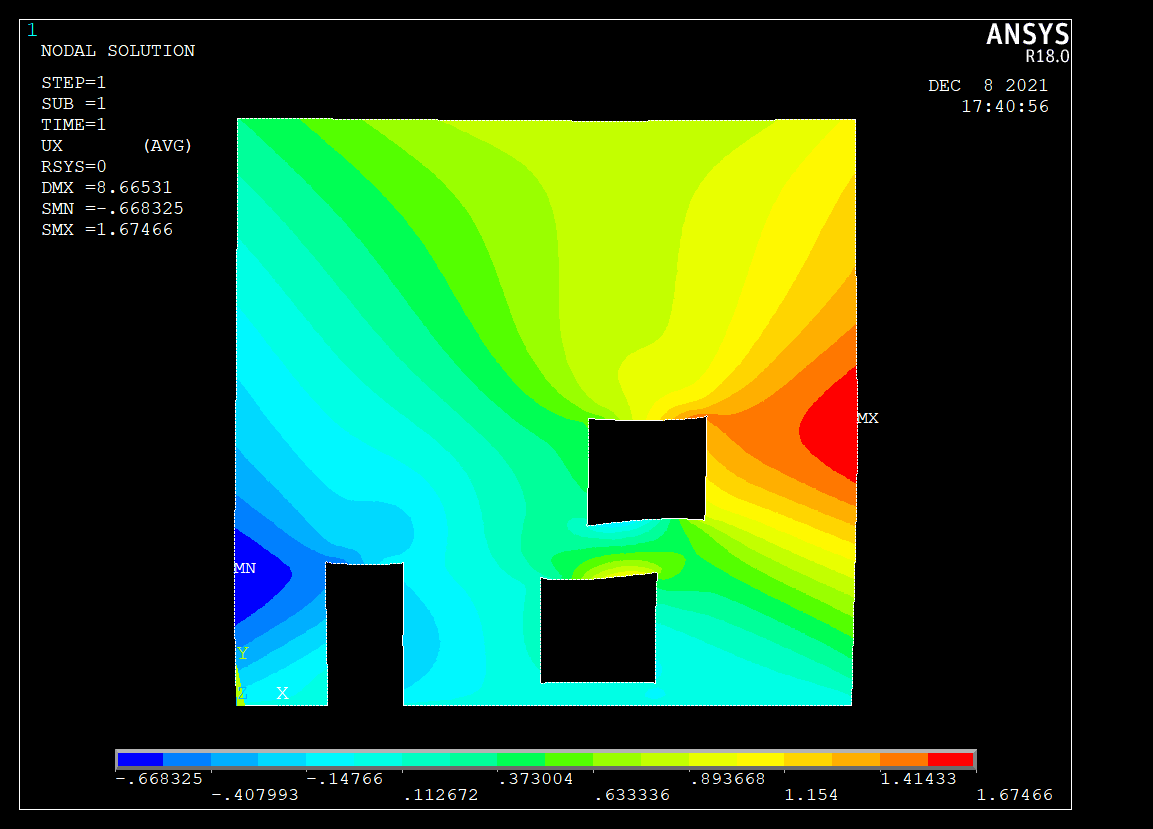 1
ANSYS
R18.0
NODAL SOLUTION
STEP=1
SUB =1
TIME=1
UX (AVG)
RSYS=0
DMX =8.66531
SMN =-.668325
SMX =1.67466
DEC 8 2021
17:40:56
MX
MN
Y
Z X
-.668325 -.14766 .373004 .893668 1.41433
-.407993 .112672 .633336 1.154 1.67466